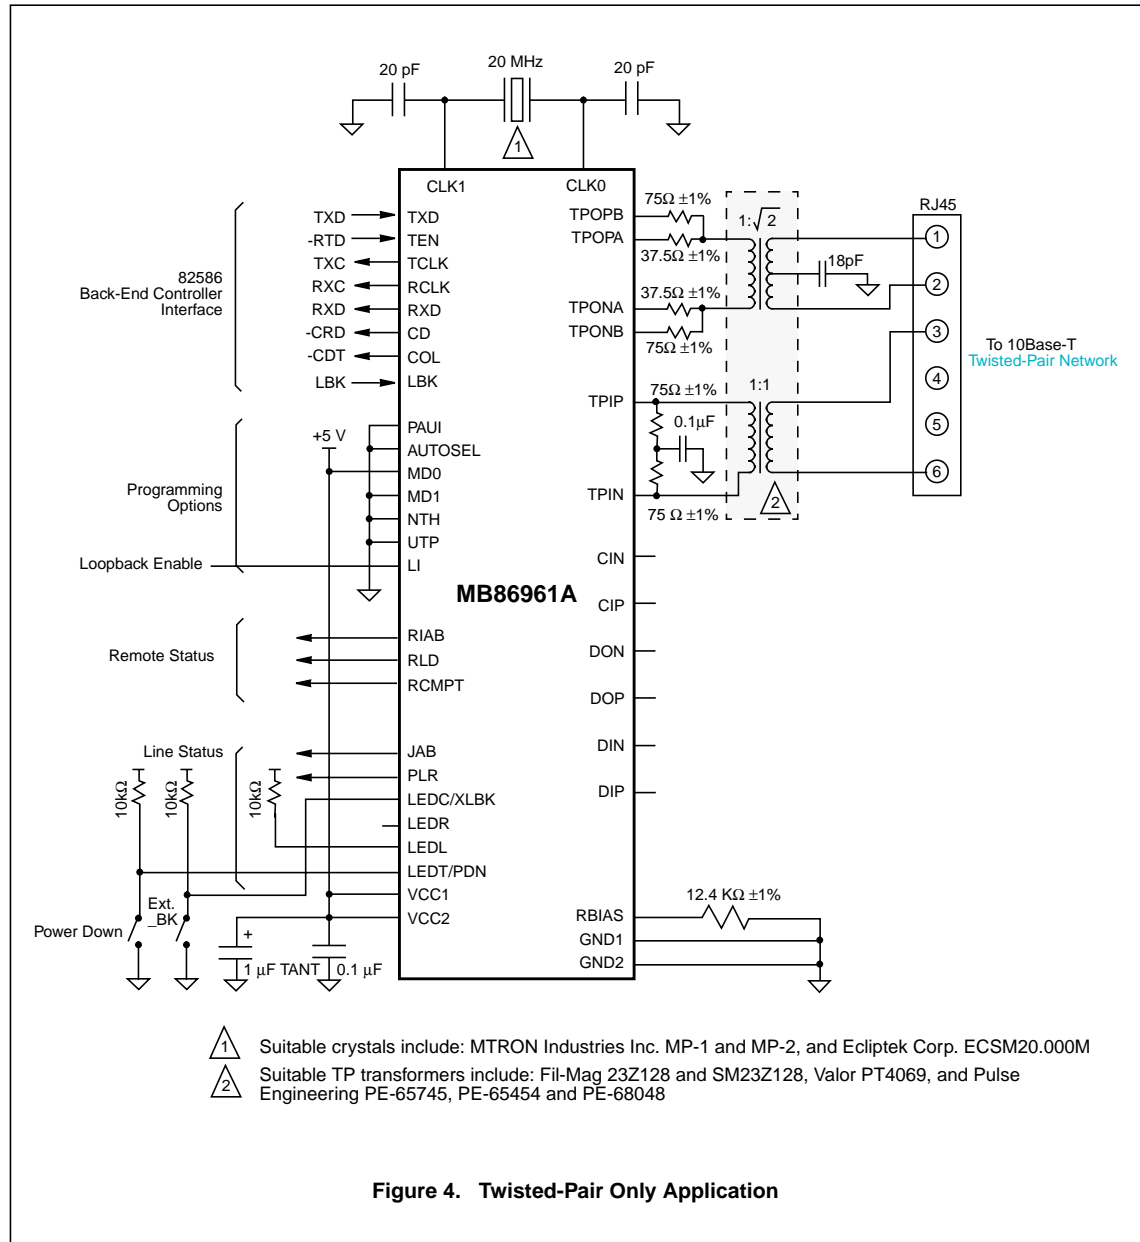 20 pF
20 MHz
20 pF
1
CLK1
CLK0
82586
Back-End Controller
Interface
TXD
-RTD
TXC
RXC
RXD
-CRD
-CDT
LBK
TXD
TEN
TCLK
RCLK
RXD
CD
COL
LBK
TPOPB
TPOPA
TPONA
TPONB
TPIP
TPIN
75Ω ±1%
37.5Ω ±1%
37.5Ω ±1%
75Ω ±1%
1:√2
18pF
75Ω ±1%
0.1µF
75 Ω ±1%
1:1
2
RJ45
1
2
3
4
5
6
To 10Base-T
Twisted-Pair Network
Programming
Options
+5 V
Loopback Enable
PAUI
AUTOSEL
MD0
MD1
NTH
UTP
LI
MB86961A
CIN
CIP
DON
DOP
DIN
DIP
Remote Status
RIAB
RLD
RCMPT
Line Status
10kΩ
10kΩ
10kΩ
JAB
PLR
LEDC/XLBK
LEDR
LEDL
LEDT/PDN
VCC1
VCC2
Power Down
Ext.
_BK
+
1 µF TANT
0.1 µF
RBIAS
GND1
GND2
12.4 KΩ ±1%
1 Suitable crystals include: MTRON Industries Inc. MP-1 and MP-2, and Ecliptek Corp. ECSM20.000M
2 Suitable TP transformers include: Fil-Mag 23Z128 and SM23Z128, Valor PT4069, and Pulse
Engineering PE-65745, PE-65454 and PE-68048
Figure 4. Twisted-Pair Only Application